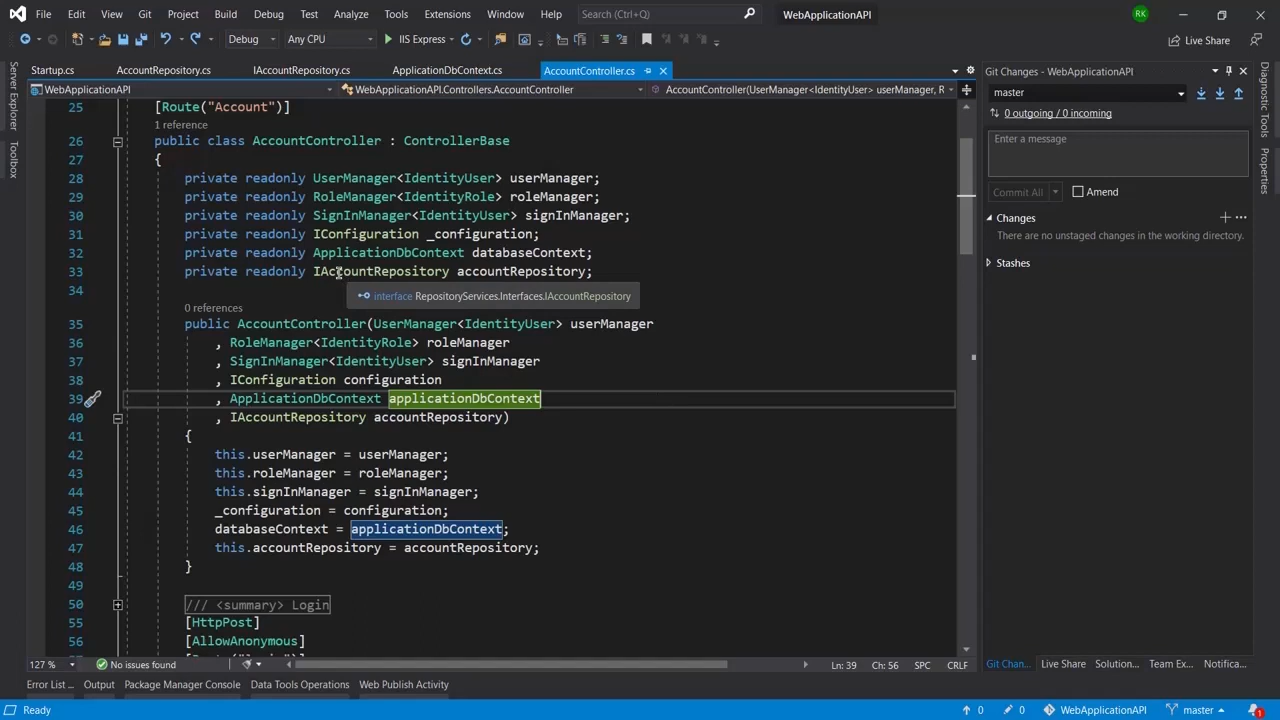 File Edit View Git Project Build Debug Test Analyze Tools Extensions Window Help Search (Ctrl+Q) WebApplicationAPI RK
Debug Any CPU IIS Express Live Share
Startup.cs AccountRepository.cs IAccountRepository.cs ApplicationDbContext.cs AccountController.cs
WebApplicationAPI WebApplicationAPI.Controllers.AccountController AccountController(UserManager<IdentityUser> userManager, R
25 [Route("Account")]
1 reference
26 public class AccountController : ControllerBase
27 {
28 private readonly UserManager<IdentityUser> userManager;
29 private readonly RoleManager<IdentityRole> roleManager;
30 private readonly SignInManager<IdentityUser> signInManager;
31 private readonly IConfiguration _configuration;
32 private readonly ApplicationDbContext databaseContext;
33 private readonly IAccountRepository accountRepository;
34
interface RepositoryServices.Interfaces.IAccountRepository
0 references
35 public AccountController(UserManager<IdentityUser> userManager
36 , RoleManager<IdentityRole> roleManager
37 , SignInManager<IdentityUser> signInManager
38 , IConfiguration configuration
39 , ApplicationDbContext applicationDbContext
40 , IAccountRepository accountRepository)
41 {
42 this.userManager = userManager;
43 this.roleManager = roleManager;
44 this.signInManager = signInManager;
45 _configuration = configuration;
46 databaseContext = applicationDbContext;
47 this.accountRepository = accountRepository;
48 }
49
50 /// <summary> Login
55 [HttpPost]
56 [AllowAnonymous]
127 % No issues found Ln: 39 Ch: 56 SPC CRLF
Error List ... Output Package Manager Console Data Tools Operations Web Publish Activity
Ready 0 0 WebApplicationAPI master 1
Server Explorer
Toolbox
Git Changes - WebApplicationAPI
master
0 outgoing / 0 incoming
Enter a message
Commit All Amend
Changes
There are no unstaged changes in the working directory.
Stashes
Git Chan... Live Share Solution... Team Ex... Notifica...
Diagnostic Tools
Properties